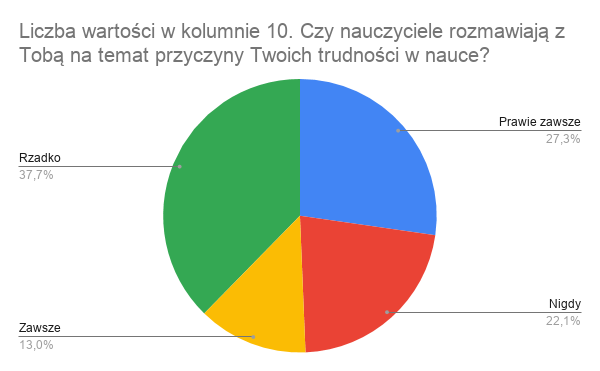 Liczba wartości w kolumnie 10. Czy nauczyciele rozmawiają z
Tobą na temat przyczyny Twoich trudności w nauce?
Prawie zawsze
27,3%
Rzadko
37,7%
Nigdy
22,1%
Zawsze
13,0%